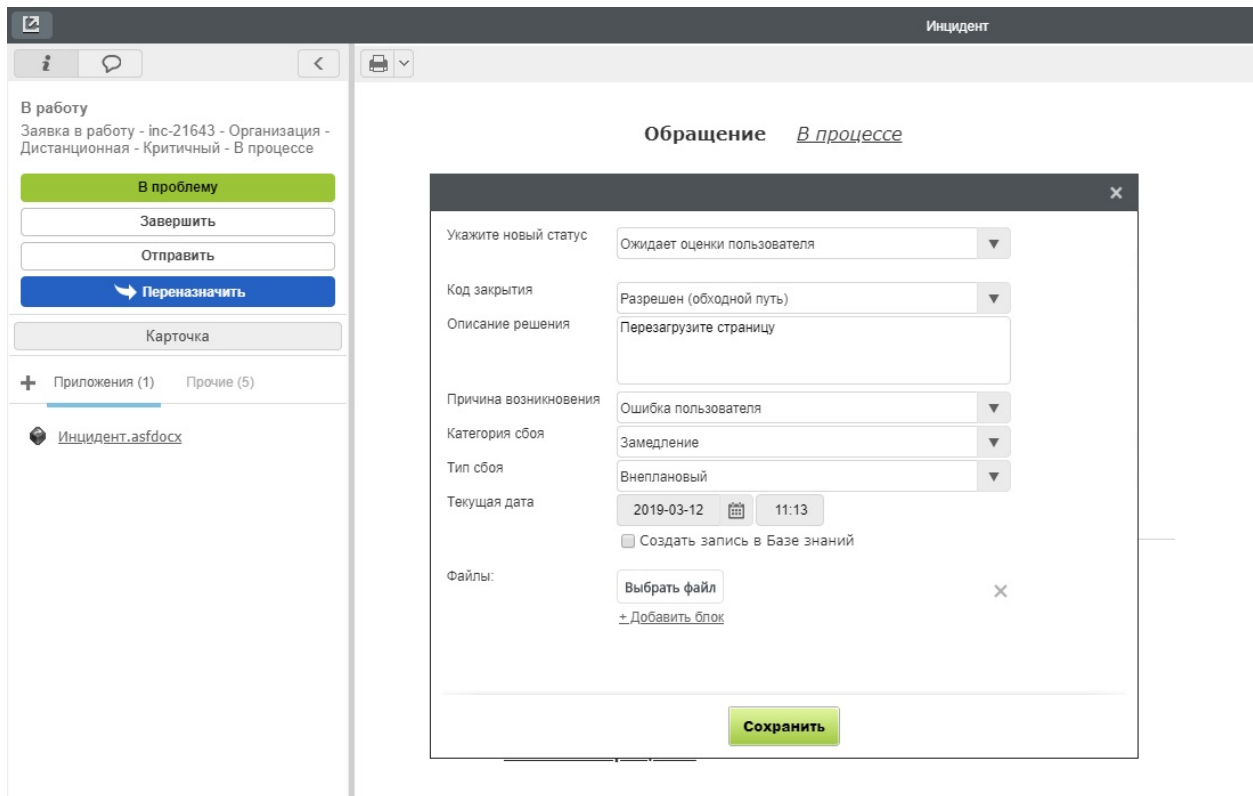 Инцидент
В работу
Заявка в работу - inc-21643 - Организация -
Дистанционная - Критичный - В процессе
В проблему
Завершить
Отправить
Переназначить
Карточка
Приложения (1) Прочие (5)
Инцидент.asfdocx
Обращение В процессе
Укажите новый статус Ожидает оценки пользователя
Код закрытия Разрешен (обходной путь)
Описание решения Перезагрузите страницу
Причина возникновения Ошибка пользователя
Категория сбоя Замедление
Тип сбоя Внеплановый
Текущая дата 2019-03-12 11:13
Создать запись в Базе знаний
Файлы: Выбрать файл
+ Добавить блок
Сохранить